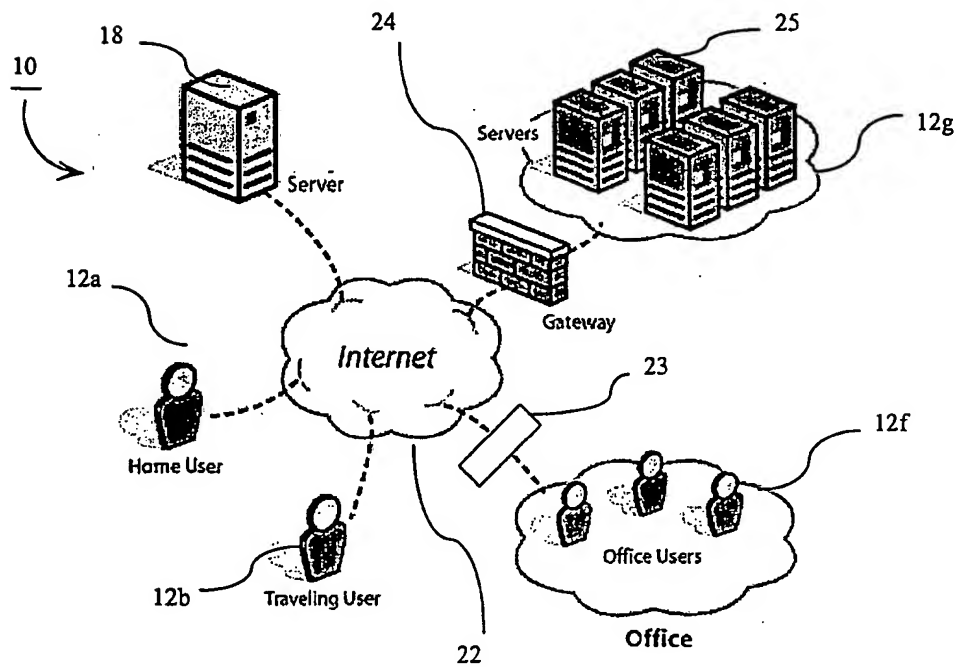 24
25
18
10
Servers
12g
Server
12a
Gateway
Internet
23
12f
Home User
Office Users
12b
Traveling User
Office
22